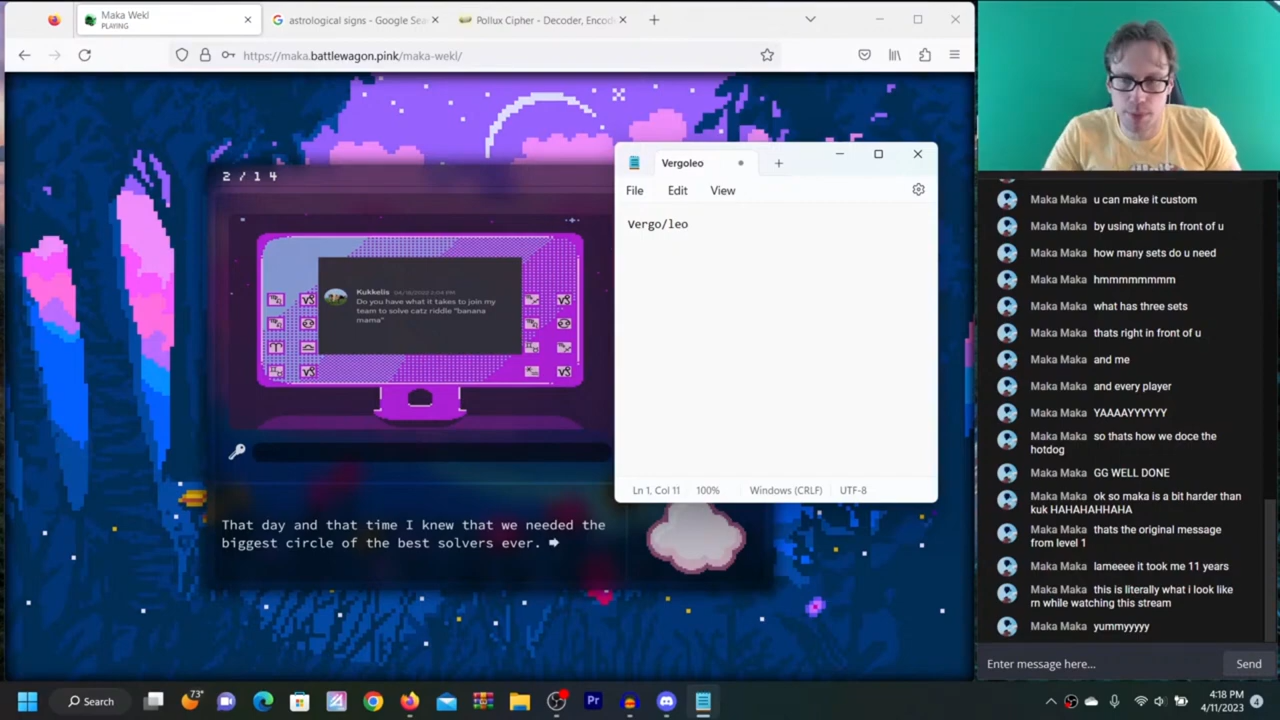 Maka Wekl
PLAYING
astrological signs - Google Sea
Pollux Cipher - Decoder, Encod
https://maka.battlewagon.pink/maka-wekl/
2 / 14
Kukkelis
Do you have what it takes to join my
team to solve catz riddle "banana
mama"
That day and that time I knew that we needed the
biggest circle of the best solvers ever.
Vergoleo
File Edit View
Vergo/leo
Ln 1, Col 11 100% Windows (CRLF) UTF-8
Maka Maka u can make it custom
Maka Maka by using whats in front of u
Maka Maka how many sets do u need
Maka Maka hmmmmmmmm
Maka Maka what has three sets
Maka Maka thats right in front of u
Maka Maka and me
Maka Maka and every player
Maka Maka YAAAAYYYYYY
Maka Maka so thats how we doce the
hotdog
Maka Maka GG WELL DONE
Maka Maka ok so maka is a bit harder than
kuk HAHAHAHHAHA
Maka Maka thats the original message
from level 1
Maka Maka lameeee it took me 11 years
Maka Maka this is literally what i look like
rn while watching this stream
Maka Maka yummyyyyy
Enter message here...
Send
Search
73°
Pr
4:18 PM
4/11/2023
4